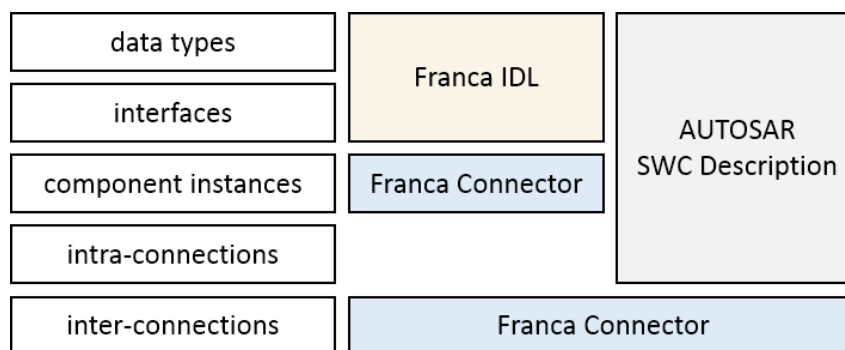 data types
interfaces
component instances
intra-connections
inter-connections
Franca IDL
Franca Connector
AUTOSAR
SWC Description
Franca Connector